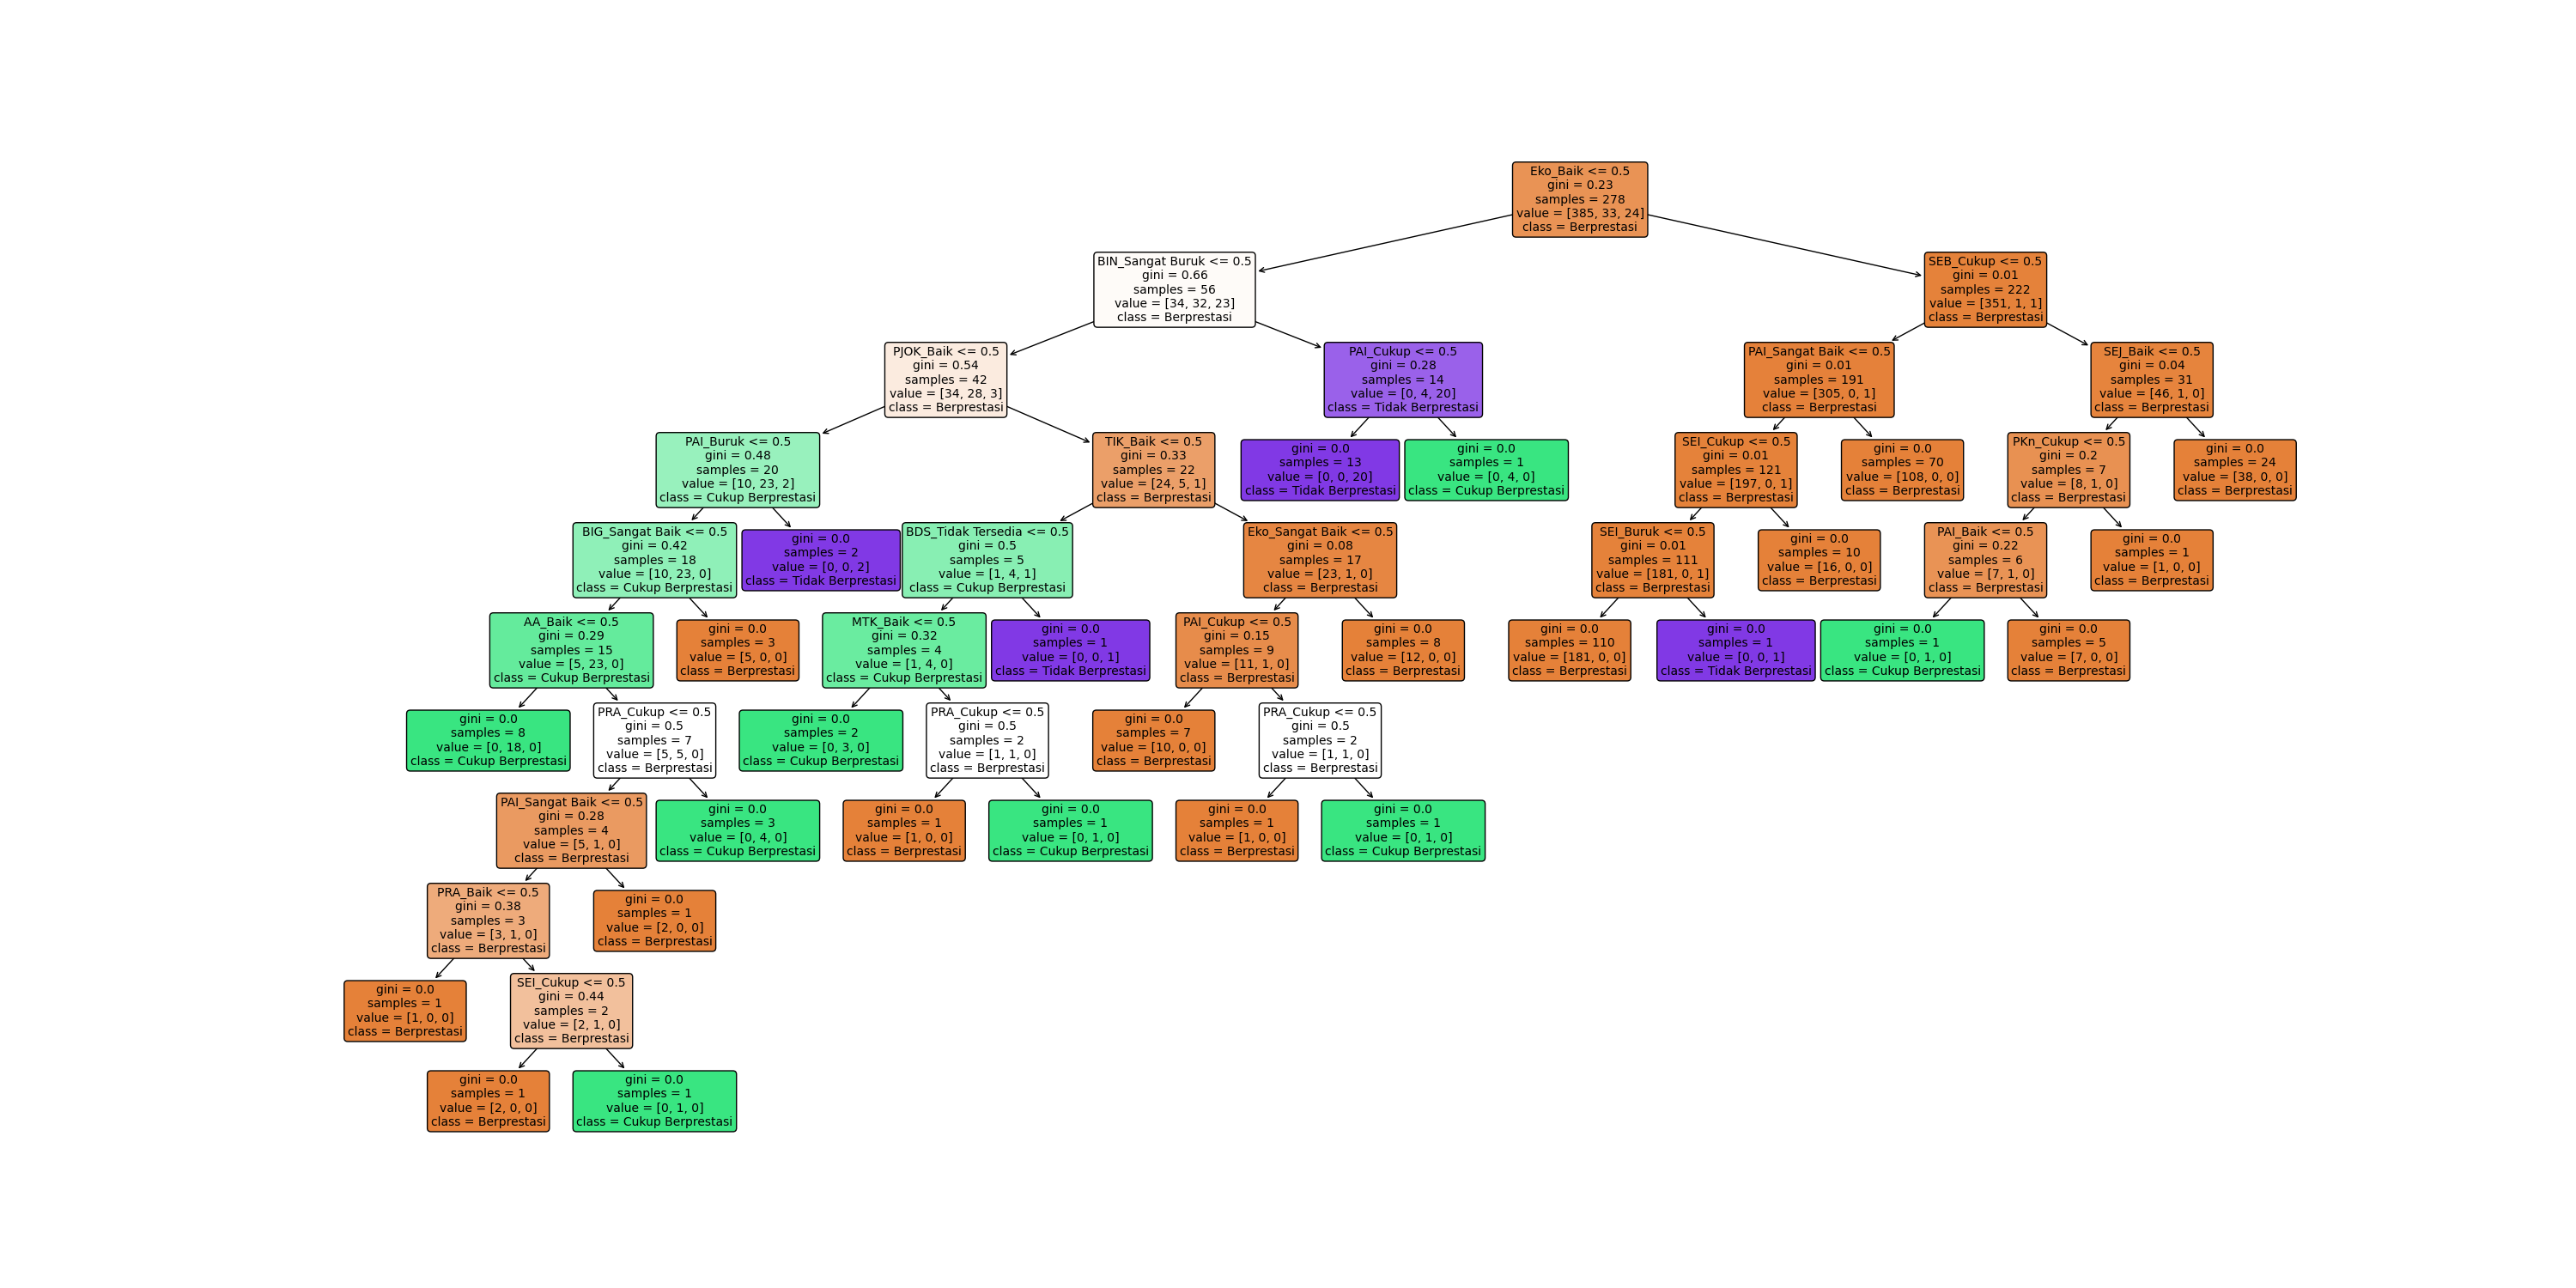 Eko_Baik <= 0.5
gini = 0.23
samples = 278
value = [385, 33, 24]
class = Berprestasi
BIN_Sangat Buruk <= 0.5
gini = 0.66
samples = 56
value = [34, 32, 23]
class = Berprestasi
SEB_Cukup <= 0.5
gini = 0.01
samples = 222
value = [351, 1, 1]
class = Berprestasi
PJOK_Baik <= 0.5
gini = 0.54
samples = 42
value = [34, 28, 3]
class = Berprestasi
PAI_Cukup <= 0.5
gini = 0.28
samples = 14
value = [0, 4, 20]
class = Tidak Berprestasi
PAI_Sangat Baik <= 0.5
gini = 0.01
samples = 191
value = [305, 0, 1]
class = Berprestasi
SEJ_Baik <= 0.5
gini = 0.04
samples = 31
value = [46, 1, 0]
class = Berprestasi
PAI_Buruk <= 0.5
gini = 0.48
samples = 20
value = [10, 23, 2]
class = Cukup Berprestasi
TIK_Baik <= 0.5
gini = 0.33
samples = 22
value = [24, 5, 1]
class = Berprestasi
gini = 0.0
samples = 13
value = [0, 0, 20]
class = Tidak Berprestasi
gini = 0.0
samples = 1
value = [0, 4, 0]
class = Cukup Berprestasi
SEI_Cukup <= 0.5
gini = 0.01
samples = 121
value = [197, 0, 1]
class = Berprestasi
gini = 0.0
samples = 70
value = [108, 0, 0]
class = Berprestasi
PKn_Cukup <= 0.5
gini = 0.2
samples = 7
value = [8, 1, 0]
class = Berprestasi
gini = 0.0
samples = 24
value = [38, 0, 0]
class = Berprestasi
BIG_Sangat Baik <= 0.5
gini = 0.42
samples = 18
value = [10, 23, 0]
class = Cukup Berprestasi
gini = 0.0
samples = 2
value = [0, 0, 2]
class = Tidak Berprestasi
BDS_Tidak Tersedia <= 0.5
gini = 0.5
samples = 5
value = [1, 4, 1]
class = Cukup Berprestasi
Eko_Sangat Baik <= 0.5
gini = 0.08
samples = 17
value = [23, 1, 0]
class = Berprestasi
SEI_Buruk <= 0.5
gini = 0.01
samples = 111
value = [181, 0, 1]
class = Berprestasi
gini = 0.0
samples = 10
value = [16, 0, 0]
class = Berprestasi
PAI_Baik <= 0.5
gini = 0.22
samples = 6
value = [7, 1, 0]
class = Berprestasi
gini = 0.0
samples = 1
value = [1, 0, 0]
class = Berprestasi
AA_Baik <= 0.5
gini = 0.29
samples = 15
value = [5, 23, 0]
class = Cukup Berprestasi
gini = 0.0
samples = 3
value = [5, 0, 0]
class = Berprestasi
MTK_Baik <= 0.5
gini = 0.32
samples = 4
value = [1, 4, 0]
class = Cukup Berprestasi
gini = 0.0
samples = 1
value = [0, 0, 1]
class = Tidak Berprestasi
PAI_Cukup <= 0.5
gini = 0.15
samples = 9
value = [11, 1, 0]
class = Berprestasi
gini = 0.0
samples = 8
value = [12, 0, 0]
class = Berprestasi
gini = 0.0
samples = 110
value = [181, 0, 0]
class = Berprestasi
gini = 0.0
samples = 1
value = [0, 0, 1]
class = Tidak Berprestasi
gini = 0.0
samples = 1
value = [0, 1, 0]
class = Cukup Berprestasi
gini = 0.0
samples = 5
value = [7, 0, 0]
class = Berprestasi
gini = 0.0
samples = 8
value = [0, 18, 0]
class = Cukup Berprestasi
PRA_Cukup <= 0.5
gini = 0.5
samples = 7
value = [5, 5, 0]
class = Berprestasi
gini = 0.0
samples = 2
value = [0, 3, 0]
class = Cukup Berprestasi
PRA_Cukup <= 0.5
gini = 0.5
samples = 2
value = [1, 1, 0]
class = Berprestasi
gini = 0.0
samples = 7
value = [10, 0, 0]
class = Berprestasi
PRA_Cukup <= 0.5
gini = 0.5
samples = 2
value = [1, 1, 0]
class = Berprestasi
PAI_Sangat Baik <= 0.5
gini = 0.28
samples = 4
value = [5, 1, 0]
class = Berprestasi
gini = 0.0
samples = 3
value = [0, 4, 0]
class = Cukup Berprestasi
gini = 0.0
samples = 1
value = [1, 0, 0]
class = Berprestasi
gini = 0.0
samples = 1
value = [0, 1, 0]
class = Cukup Berprestasi
gini = 0.0
samples = 1
value = [1, 0, 0]
class = Berprestasi
gini = 0.0
samples = 1
value = [0, 1, 0]
class = Cukup Berprestasi
PRA_Baik <= 0.5
gini = 0.38
samples = 3
value = [3, 1, 0]
class = Berprestasi
gini = 0.0
samples = 1
value = [2, 0, 0]
class = Berprestasi
gini = 0.0
samples = 1
value = [1, 0, 0]
class = Berprestasi
SEI_Cukup <= 0.5
gini = 0.44
samples = 2
value = [2, 1, 0]
class = Berprestasi
gini = 0.0
samples = 1
value = [2, 0, 0]
class = Berprestasi
gini = 0.0
samples = 1
value = [0, 1, 0]
class = Cukup Berprestasi